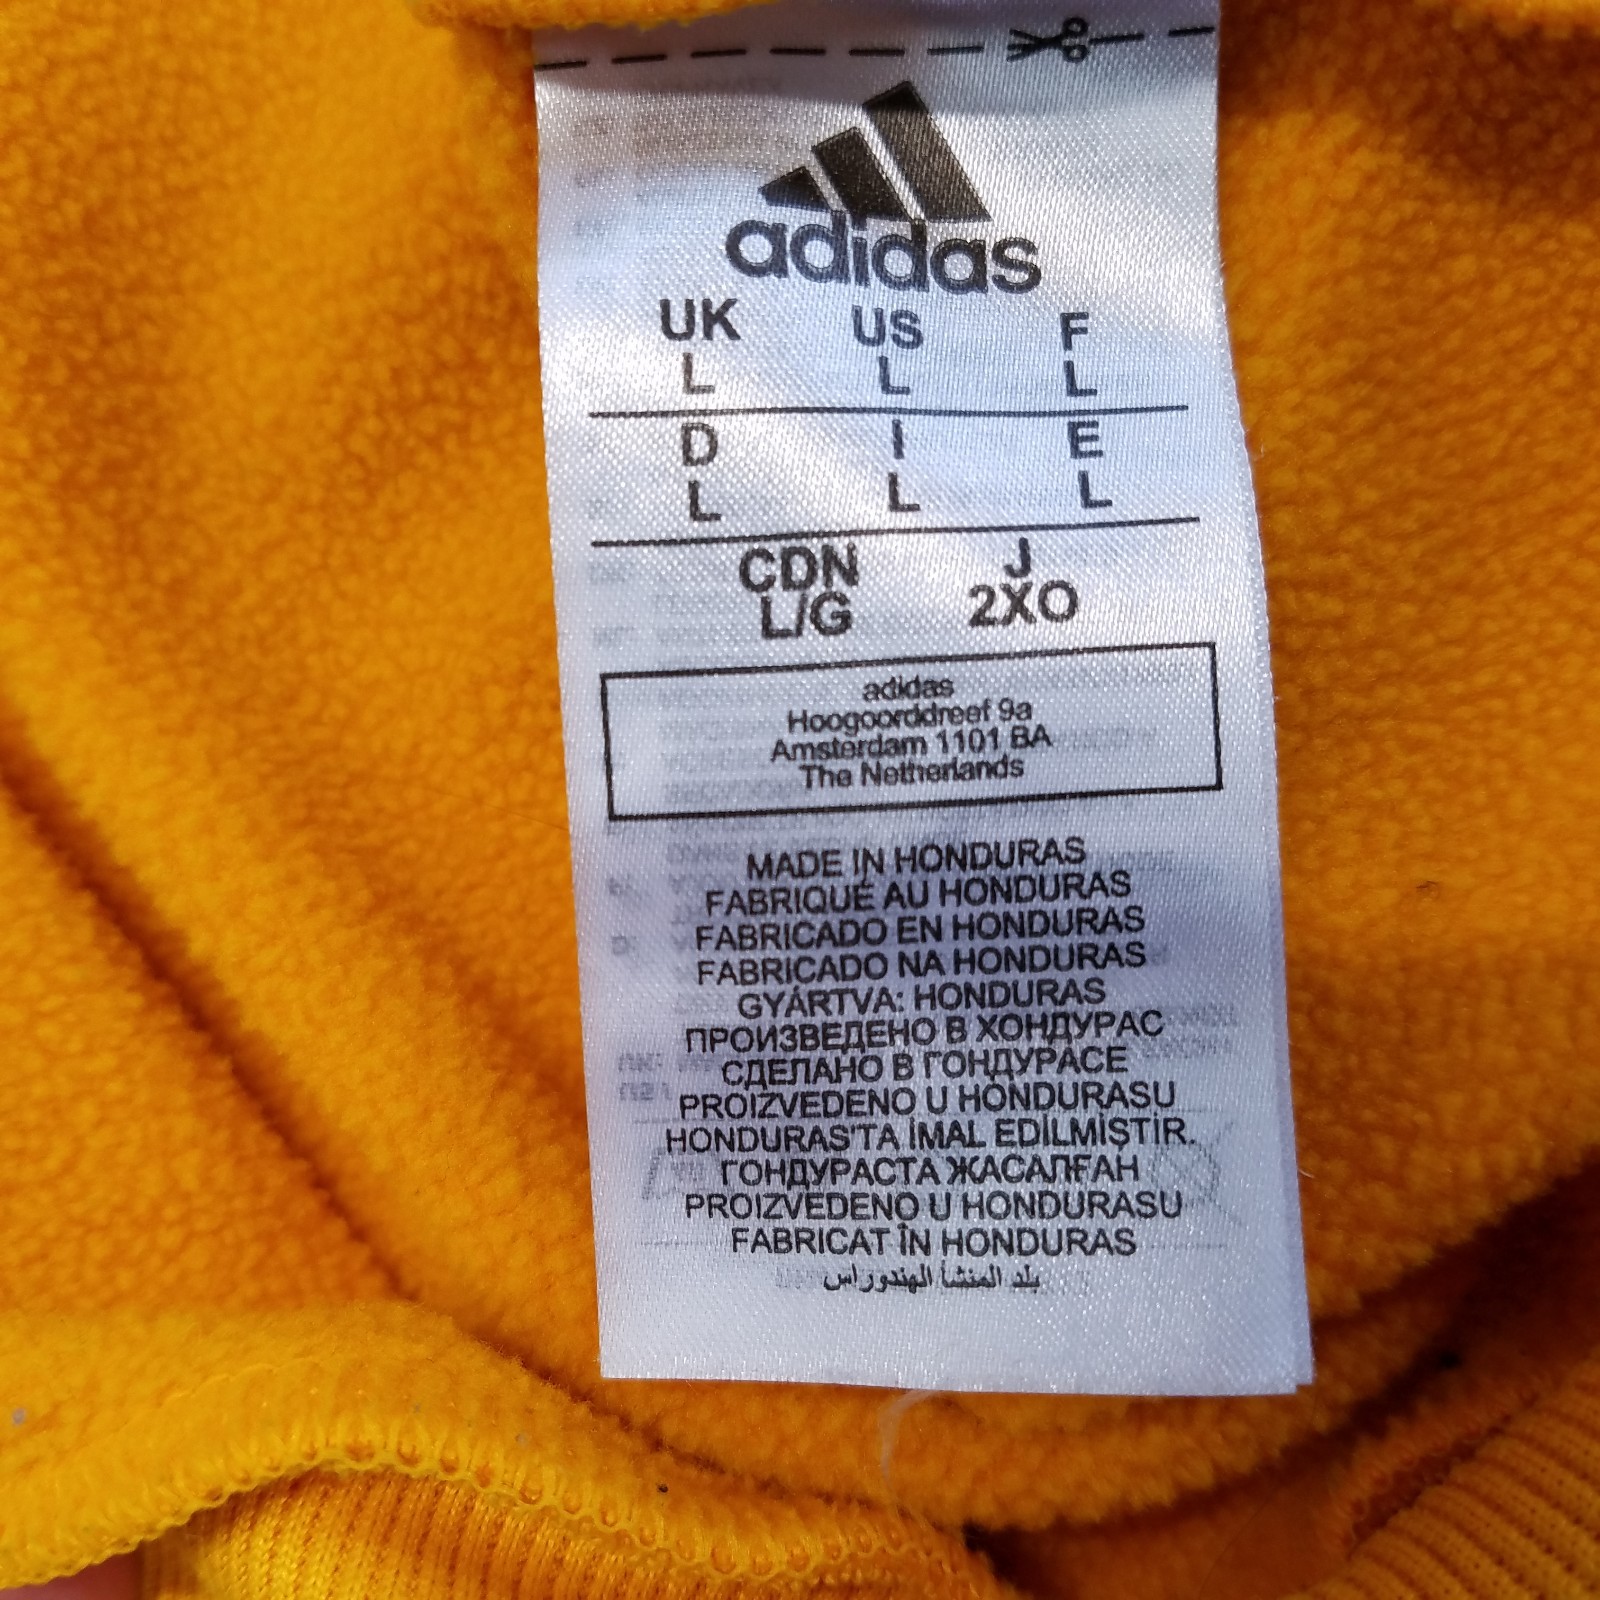 adidas
UK US F
L L L
D I E
L L L
CDN J
L/G 2XO
adidas
Hoogoorddreef 9a
Amsterdam 1101 BA
The Netherlands
MADE IN HONDURAS
FABRIQUÉ AU HONDURAS
FABRICADO EN HONDURAS
FABRICADO NA HONDURAS
GYÁRTVA: HONDURAS
ПРОИЗВЕДЕНО В ХОНДУРАС
СДЕЛАНО В ГОНДУРАСЕ
PROIZVEDENO U HONDURASU
HONDURAS'TA İMAL EDİLMİŞTİR.
ГОНДУРАСТА ЖАСАЛҒАН
PROIZVEDENO U HONDURASU
FABRICAT ÎN HONDURAS
بلد المنشأ الهندوراس